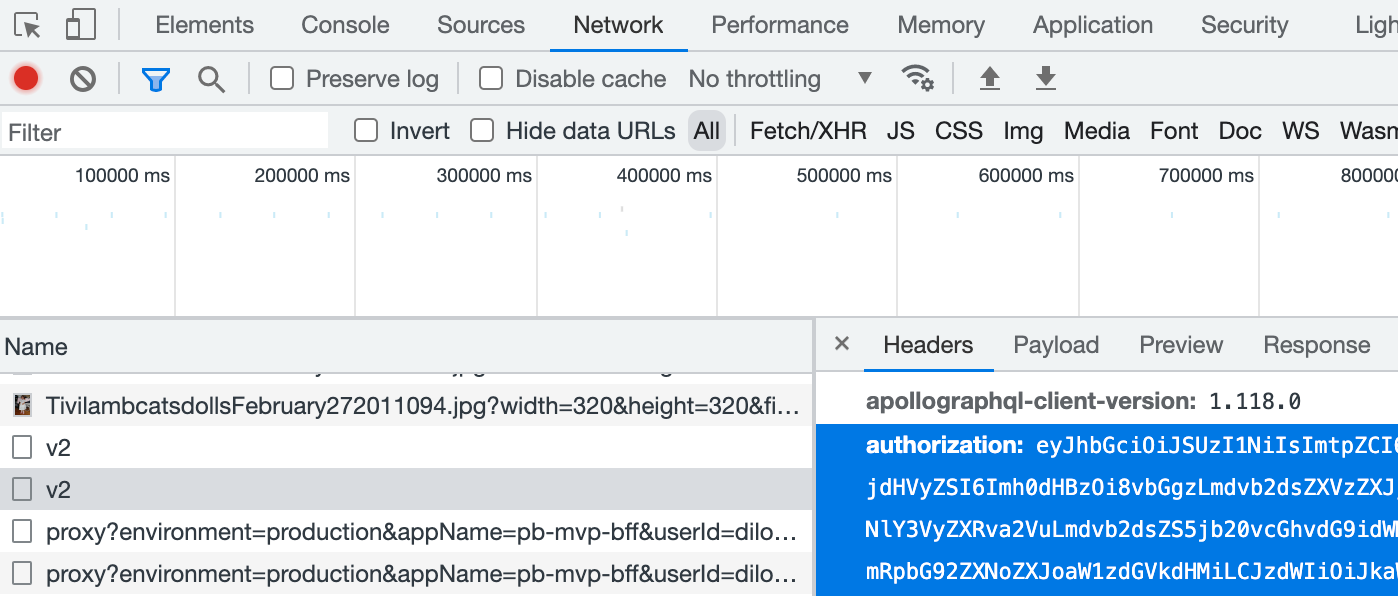 Elements Console Sources Network Performance Memory Application Security Ligh
Preserve log Disable cache No throttling
Filter Invert Hide data URLs All Fetch/XHR JS CSS Img Media Font Doc WS Wasm
100000 ms 200000 ms 300000 ms 400000 ms 500000 ms 600000 ms 700000 ms 80000
Name
Headers Payload Preview Response
TivilambcatsdollsFebruary272011094.jpg?width=320&height=320&fi...
v2
v2
proxy?environment=production&appName=pb-mvp-bff&userId=dilo...
proxy?environment=production&appName=pb-mvp-bff&userId=dilo...
apollographql-client-version: 1.118.0
authorization: eyJhbGciOiJSUzI1NiIsImtpZCI6
jdHVyZSI6Imh0dHBzOi8vbGgzLmdvb2dsZXVzZXJ
NlY3VyZXRva2VuLmdvb2dsZS5jb20vcGhvdG9idW
mRpbG92ZXNoZXJoaW1zdGVkdHMiLCJzdWIiOiJka